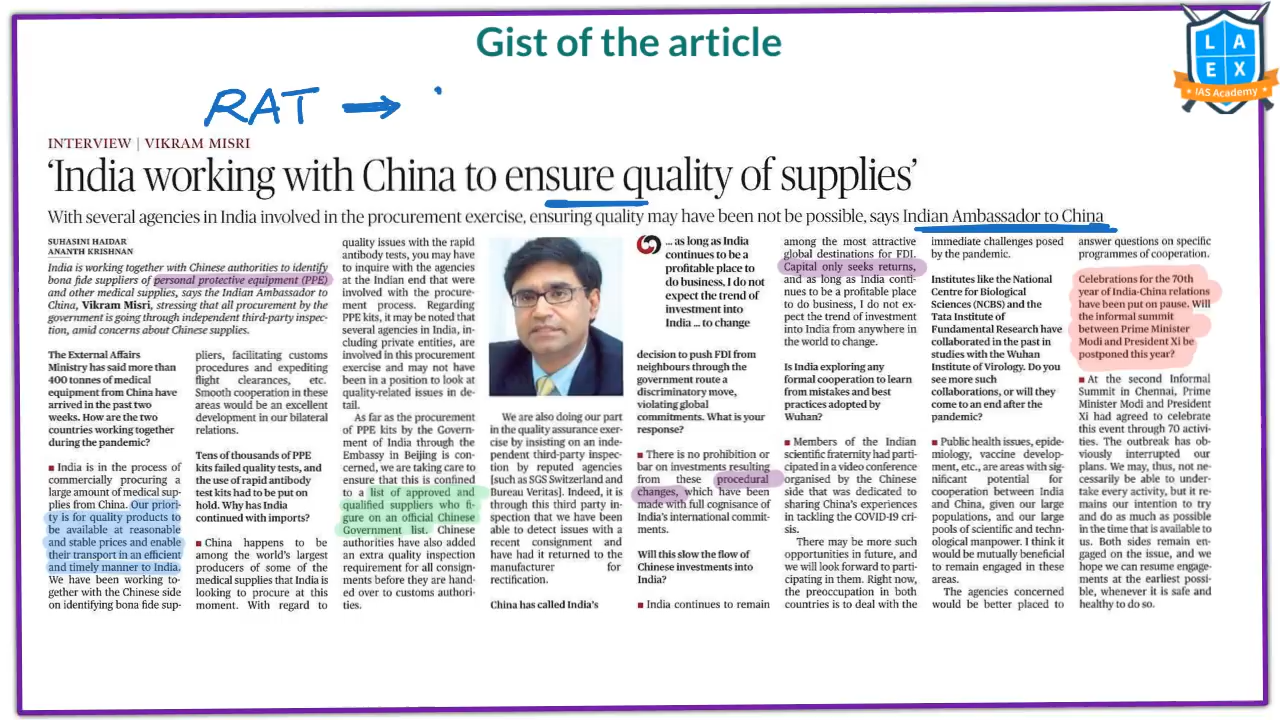 Gist of the article
L A
E X
IAS Academy
RAT →
INTERVIEW | VIKRAM MISRI
‘India working with China to ensure quality of supplies’
With several agencies in India involved in the procurement exercise, ensuring quality may have been not be possible, says Indian Ambassador to China
SUHASINI HAIDAR
ANANTH KRISHNAN
India is working together with Chinese authorities to identify
bona fide suppliers of personal protective equipment (PPE)
and other medical supplies, says the Indian Ambassador to
China, Vikram Misri, stressing that all procurement by the
government is going through independent third-party inspec-
tion, amid concerns about Chinese supplies.
The External Affairs
Ministry has said more than
400 tonnes of medical
equipment from China have
arrived in the past two
weeks. How are the two
countries working together
during the pandemic?
■ India is in the process of
commercially procuring a
large amount of medical sup-
plies from China. Our priori-
ty is for quality products to
be available at reasonable
and stable prices and enable
their transport in an efficient
and timely manner to India.
We have been working to-
gether with the Chinese side
on identifying bona fide sup-
pliers, facilitating customs
procedures and expediting
flight clearances, etc.
Smooth cooperation in these
areas would be an excellent
development in our bilateral
relations.
Tens of thousands of PPE
kits failed quality tests, and
the use of rapid antibody
test kits had to be put on
hold. Why has India
continued with imports?
■ China happens to be
among the world’s largest
producers of some of the
medical supplies that India is
looking to procure at this
moment. With regard to
quality issues with the rapid
antibody tests, you may have
to inquire with the agencies
at the Indian end that were
involved with the procure-
ment process. Regarding
PPE kits, it may be noted that
several agencies in India, in-
cluding private entities, are
involved in this procurement
exercise and may not have
been in a position to look at
quality-related issues in de-
tail.
As far as the procurement
of PPE kits by the Govern-
ment of India through the
Embassy in Beijing is con-
cerned, we are taking care to
ensure that this is confined
to a list of approved and
qualified suppliers who fi-
gure on an official Chinese
Government list. Chinese
authorities have also added
an extra quality inspection
requirement for all consign-
ments before they are hand-
ed over to customs authori-
ties.
We are also doing our part
in the quality assurance exer-
cise by insisting on an inde-
pendent third-party inspec-
tion by reputed agencies
[such as SGS Switzerland and
Bureau Veritas]. Indeed, it is
through this third party in-
spection that we have been
able to detect issues with a
recent consignment and
have had it returned to the
manufacturer for
rectification.
China has called India’s
... as long as India
continues to be a
profitable place to
do business, I do not
expect the trend of
investment into
India ... to change
decision to push FDI from
neighbours through the
government route a
discriminatory move,
violating global
commitments. What is your
response?
■ There is no prohibition or
bar on investments resulting
from these procedural
changes, which have been
made with full cognisance of
India’s international commit-
ments.
Will this slow the flow of
Chinese investments into
India?
■ India continues to remain
among the most attractive
global destinations for FDI.
Capital only seeks returns,
and as long as India conti-
nues to be a profitable place
to do business, I do not ex-
pect the trend of investment
into India from anywhere in
the world to change.
Is India exploring any
formal cooperation to learn
from mistakes and best
practices adopted by
Wuhan?
■ Members of the Indian
scientific fraternity had parti-
cipated in a video conference
organised by the Chinese
side that was dedicated to
sharing China’s experiences
in tackling the COVID-19 cri-
sis.
There may be more such
opportunities in future, and
we will look forward to par-
ticipating in them. Right now,
the preoccupation in both
countries is to deal with the
immediate challenges posed
by the pandemic.
Institutes like the National
Centre for Biological
Sciences (NCBS) and the
Tata Institute of
Fundamental Research have
collaborated in the past in
studies with the Wuhan
Institute of Virology. Do you
see more such
collaborations, or will they
come to an end after the
pandemic?
■ Public health issues, epide-
miology, vaccine develop-
ment, etc., are areas with sig-
nificant potential for
cooperation between India
and China, given our large
populations, and our large
pools of scientific and techn-
ological manpower. I think it
would be mutually beneficial
to remain engaged in these
areas.
The agencies concerned
would be better placed to
answer questions on specific
programmes of cooperation.
Celebrations for the 70th
year of India-China relations
have been put on pause. Will
the informal summit
between Prime Minister
Modi and President Xi be
postponed this year?
■ At the second Informal
Summit in Chennai, Prime
Minister Modi and President
Xi had agreed to celebrate
this event through 70 activi-
ties. The outbreak has ob-
viously interrupted our
plans. We may, thus, not ne-
cessarily be able to under-
take every activity, but it re-
mains our intention to try
and do as much as possible
in the time that is available to
us. Both sides remain en-
gaged on the issue, and we
hope we can resume engage-
ments at the earliest possi-
ble, whenever it is safe and
healthy to do so.